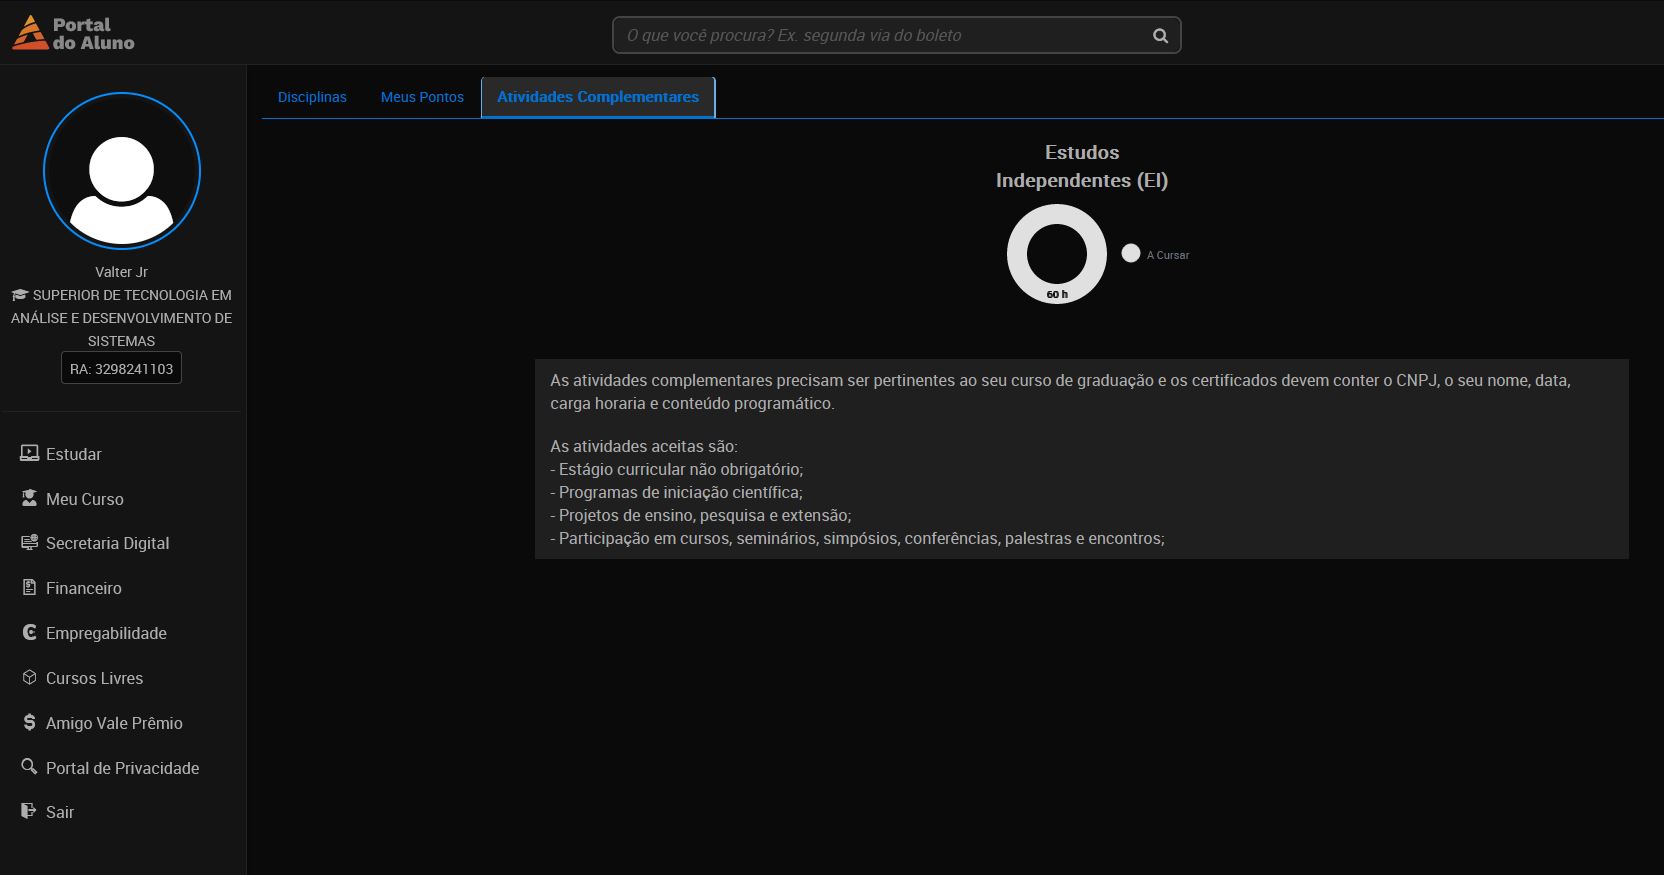 Portal
do Aluno
O que você procura? Ex. segunda via do boleto
Valter Jr
SUPERIOR DE TECNOLOGIA EM
ANÁLISE E DESENVOLVIMENTO DE
SISTEMAS
RA: 3298241103
Estudar
Meu Curso
Secretaria Digital
Financeiro
Empregabilidade
Cursos Livres
Amigo Vale Prêmio
Portal de Privacidade
Sair
Disciplinas
Meus Pontos
Atividades Complementares
Estudos
Independentes (EI)
60 h
A Cursar
As atividades complementares precisam ser pertinentes ao seu curso de graduação e os certificados devem conter o CNPJ, o seu nome, data,
carga horaria e conteúdo programático.
As atividades aceitas são:
- Estágio curricular não obrigatório;
- Programas de iniciação científica;
- Projetos de ensino, pesquisa e extensão;
- Participação em cursos, seminários, simpósios, conferências, palestras e encontros;